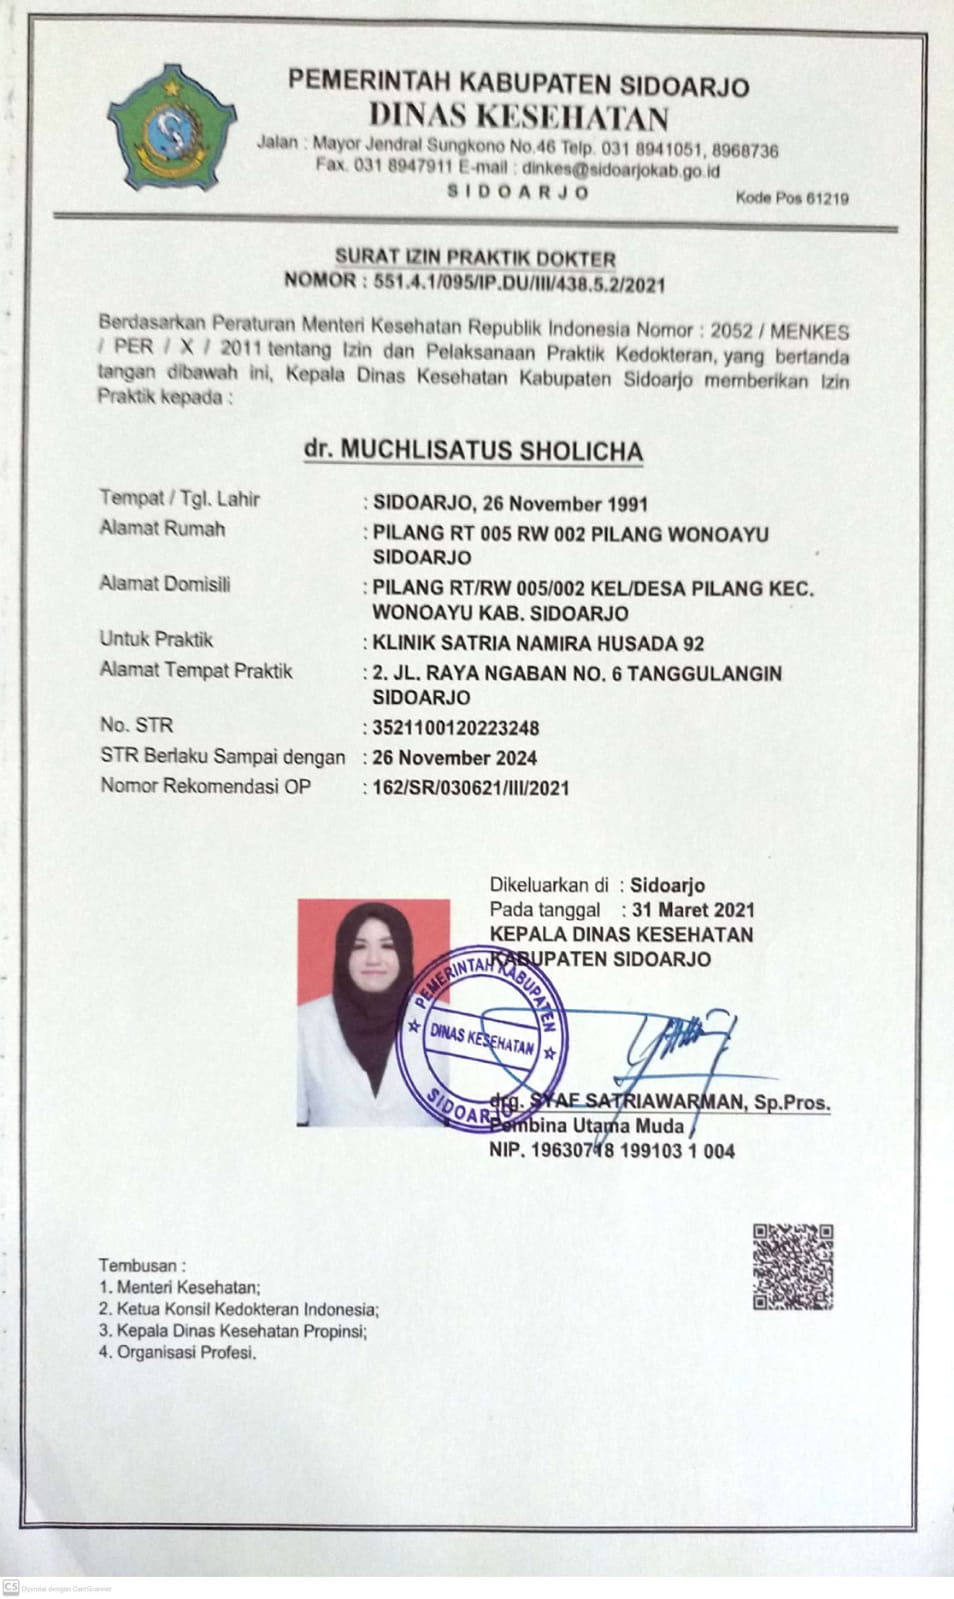 PEMERINTAH KABUPATEN SIDOARJO
DINAS KESEHATAN
Jalan : Mayor Jendral Sungkono No.46 Telp. 031 8941051, 8968736
Fax. 031 8947911 E-mail : dinkes@sidoarjokab.go.id
SIDOARJO
Kode Pos 61219
SURAT IZIN PRAKTIK DOKTER
NOMOR : 551.4.1/095/IP.DU/III/438.5.2/2021
Berdasarkan Peraturan Menteri Kesehatan Republik Indonesia Nomor : 2052 / MENKES
/ PER / X / 2011 tentang Izin dan Pelaksanaan Praktik Kedokteran, yang bertanda
tangan dibawah ini, Kepala Dinas Kesehatan Kabupaten Sidoarjo memberikan Izin
Praktik kepada :
dr. MUCHLISATUS SHOLICHA
Tempat / Tgl. Lahir : SIDOARJO, 26 November 1991
Alamat Rumah : PILANG RT 005 RW 002 PILANG WONOAYU
SIDOARJO
Alamat Domisili : PILANG RT/RW 005/002 KEL/DESA PILANG KEC.
WONOAYU KAB. SIDOARJO
Untuk Praktik : KLINIK SATRIA NAMIRA HUSADA 92
Alamat Tempat Praktik : 2. JL. RAYA NGABAN NO. 6 TANGGULANGIN
SIDOARJO
No. STR : 3521100120223248
STR Berlaku Sampai dengan : 26 November 2024
Nomor Rekomendasi OP : 162/SR/030621/III/2021
Dikeluarkan di : Sidoarjo
Pada tanggal : 31 Maret 2021
KEPALA DINAS KESEHATAN
KABUPATEN SIDOARJO
PEMERINTAH KABUPATEN
DINAS KESEHATAN
SIDOARJO
drg. SYAF SATRIAWARMAN, Sp.Pros.
Pembina Utama Muda
NIP. 19630718 199103 1 004
Tembusan :
1. Menteri Kesehatan;
2. Ketua Konsil Kedokteran Indonesia;
3. Kepala Dinas Kesehatan Propinsi;
4. Organisasi Profesi.
CS Dipindai dengan CamScanner